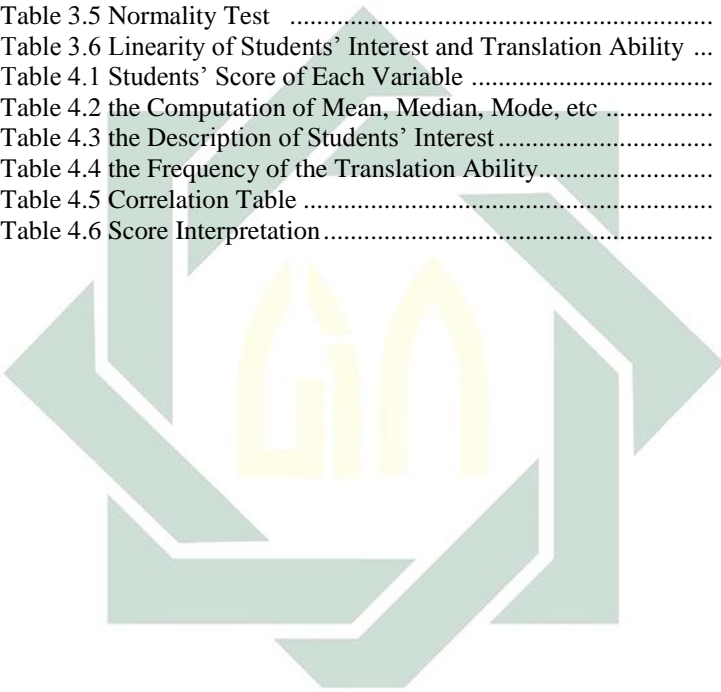 Table 3.5 Normality Test ..................................................................
Table 3.6 Linearity of Students’ Interest and Translation Ability ...
Table 4.1 Students’ Score of Each Variable .......................................
Table 4.2 the Computation of Mean, Median, Mode, etc ................
Table 4.3 the Description of Students’ Interest...................................
Table 4.4 the Frequency of the Translation Ability...........................
Table 4.5 Correlation Table ................................................................
Table 4.6 Score Interpretation.............................................................